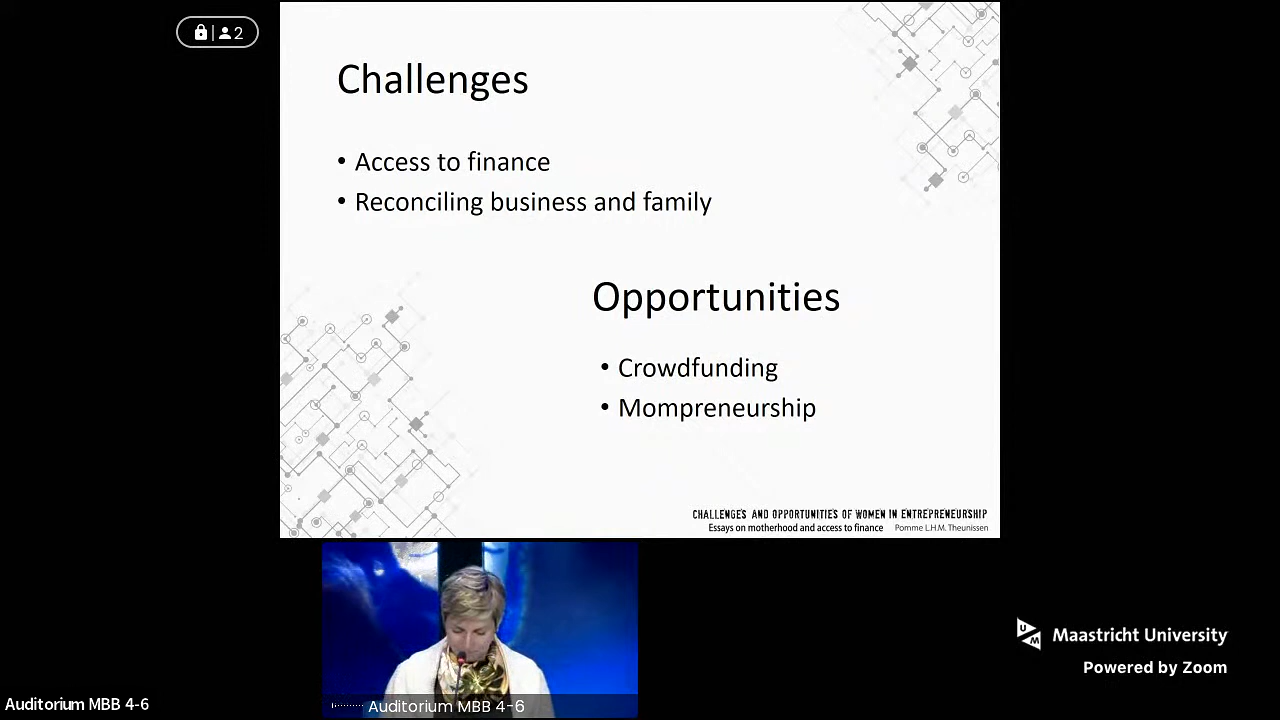 2
Challenges
• Access to finance
• Reconciling business and family
Opportunities
• Crowdfunding
• Mompreneurship
CHALLENGES AND OPPORTUNITIES OF WOMEN IN ENTREPRENEURSHIP
Essays on motherhood and access to finance Pomme L.H.M. Theunissen
UM Maastricht University
Powered by Zoom
Auditorium MBB 4-6
Auditorium MBB 4-6